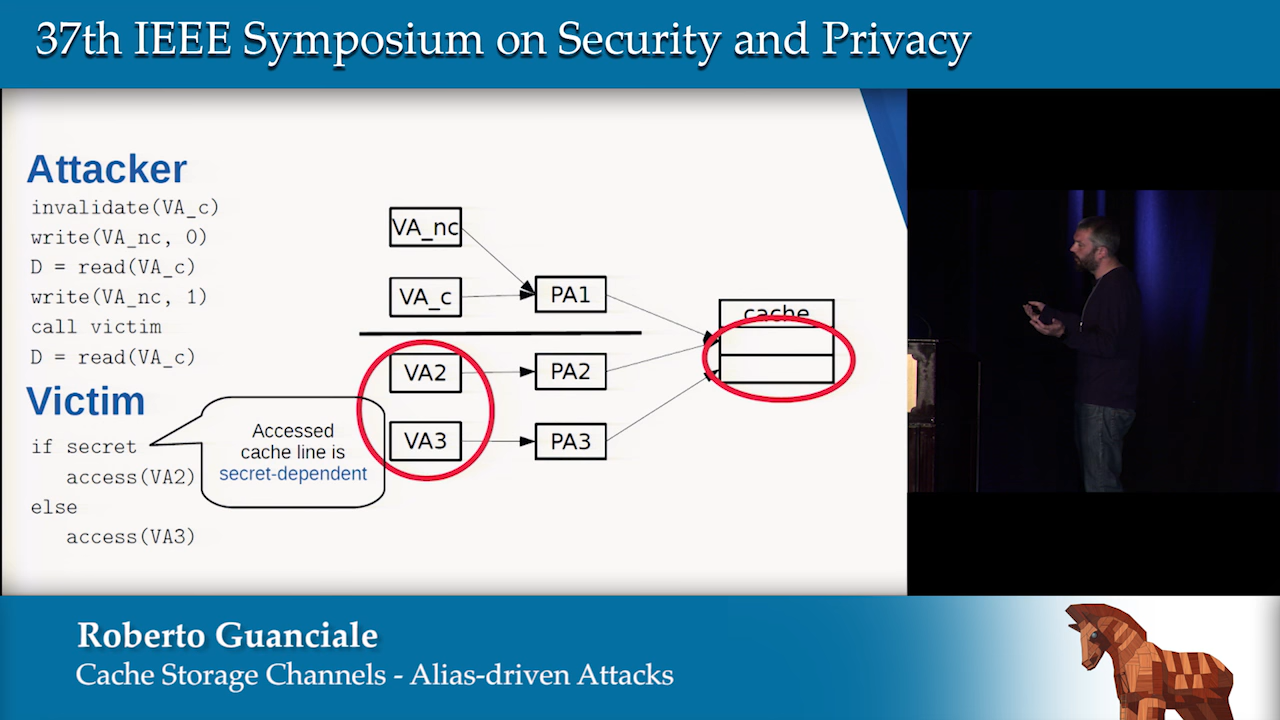 37th IEEE Symposium on Security and Privacy
Attacker
invalidate(VA_c)
write(VA_nc, 0)
D = read(VA_c)
write(VA_nc, 1)
call victim
D = read(VA_c)
Victim
if secret
access(VA2)
else
access(VA3)
Accessed
cache line is
secret-dependent
VA_nc
VA_c
PA1
VA2
PA2
VA3
PA3
cache
Roberto Guanciale
Cache Storage Channels - Alias-driven Attacks